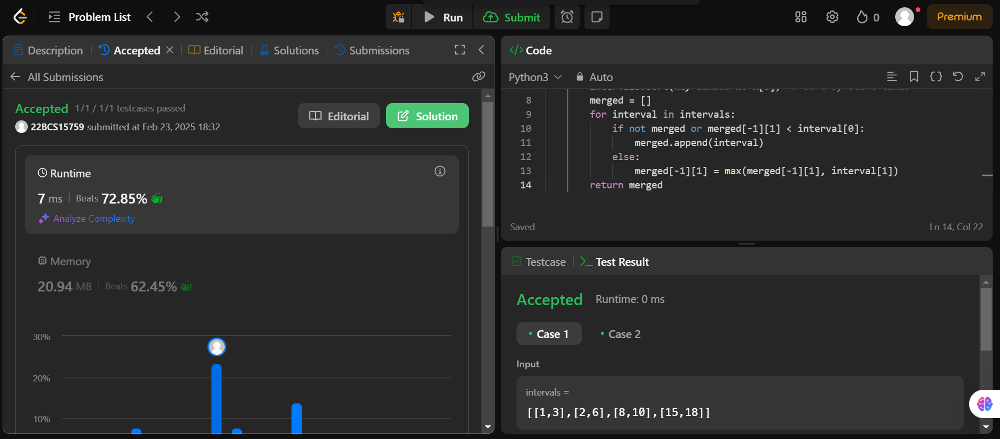 Problem List
Run
Submit
0
Premium
Description
Accepted
Editorial
Solutions
Submissions
All Submissions
Accepted 171 / 171 testcases passed
22BCS15759 submitted at Feb 23, 2025 18:32
Editorial
Solution
Runtime
7 ms
Beats 72.85%
Analyze Complexity
Memory
20.94 MB
Beats 62.45%
30%
20%
10%
</> Code
Python3
Auto
8 merged = []
9 for interval in intervals:
10 if not merged or merged[-1][1] < interval[0]:
11 merged.append(interval)
12 else:
13 merged[-1][1] = max(merged[-1][1], interval[1])
14 return merged
Saved
Ln 14, Col 22
Testcase
Test Result
Accepted Runtime: 0 ms
Case 1
Case 2
Input
intervals =
[[1,3],[2,6],[8,10],[15,18]]